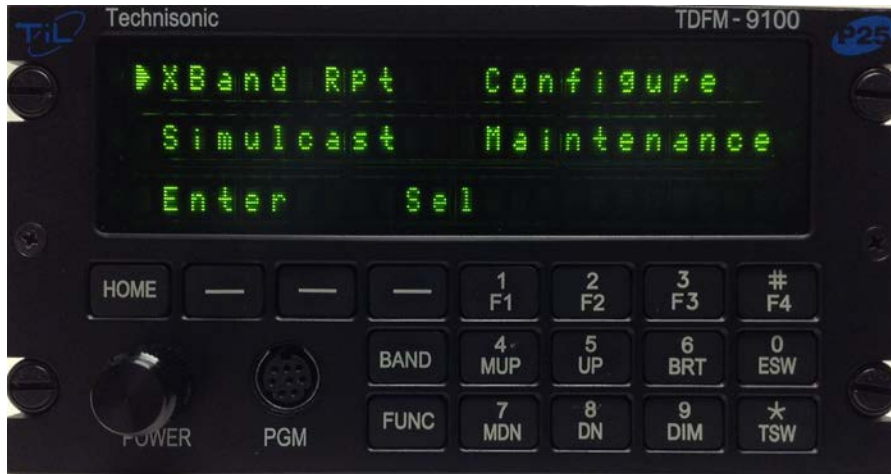 Technisonic TDFM - 9100
TiL P25
XBand Rpt Configure
Simulcast Maintenance
Enter Sel
HOME — — — 1 2 3 #
F1 F2 F3 F4
BAND 4 5 6 0
MUP UP BRT ESW
FUNC 7 8 9 *
MDN DN DIM TSW
POWER PGM